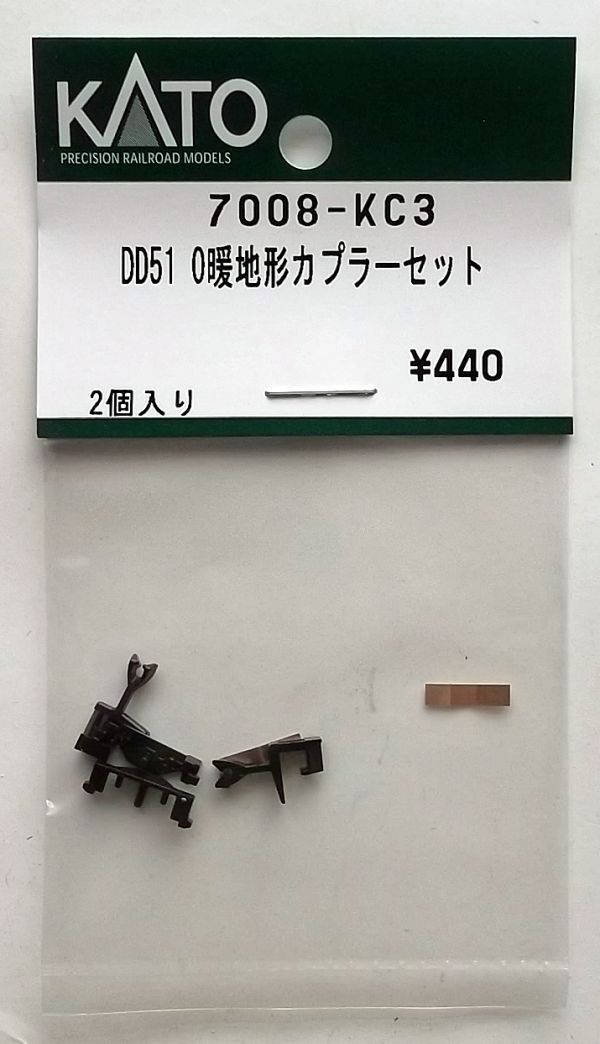 KATO
PRECISION RAILROAD MODELS
7008-KC3
DD51 0暖地形カプラーセット
¥440
2個入り